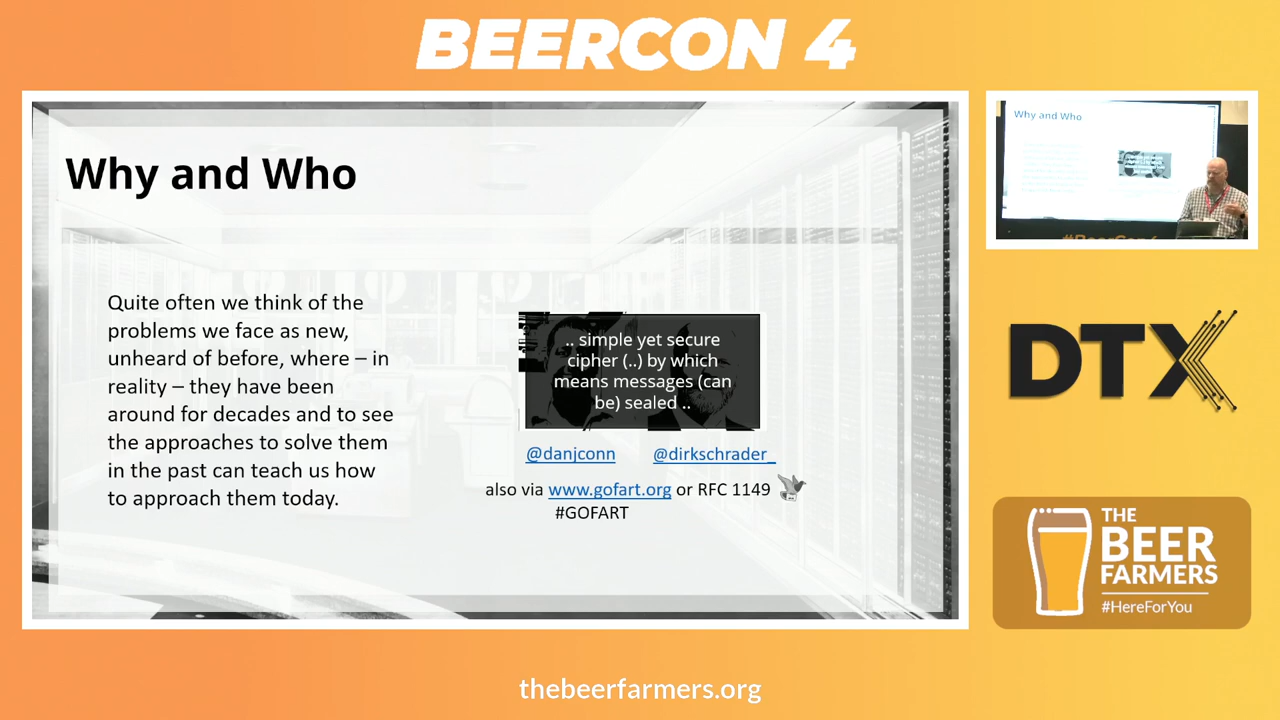 BEERCON 4
Why and Who
Quite often we think of the
problems we face as new,
unheard of before, where – in
reality – they have been
around for decades and to see
the approaches to solve them
in the past can teach us how
to approach them today.
.. simple yet secure
cipher (..) by which
means messages (can
be) sealed ..
@danjconn @dirkschrader_
also via www.gofart.org or RFC 1149
#GOFART
Why and Who
DTX
THE
BEER
FARMERS
#HereForYou
thebeerfarmers.org